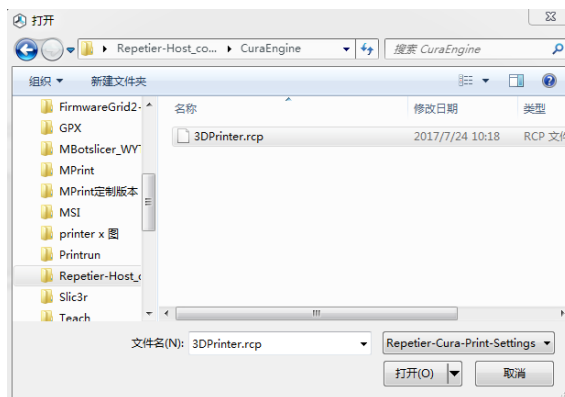 打开
Repetier-Host_co... CuraEngine
搜索 CuraEngine
组织 新建文件夹
名称 修改日期 类型
FirmwareGrid2-
GPX
MBotslicer_WY
MPrint
MPrint定制版本
MSI
printer x 图
Printrun
Repetier-Host_c
Slic3r
Teach
3DPrinter.rcp 2017/7/24 10:18 RCP 文件
文件名(N): 3DPrinter.rcp
Repetier-Cura-Print-Settings
打开(O) 取消